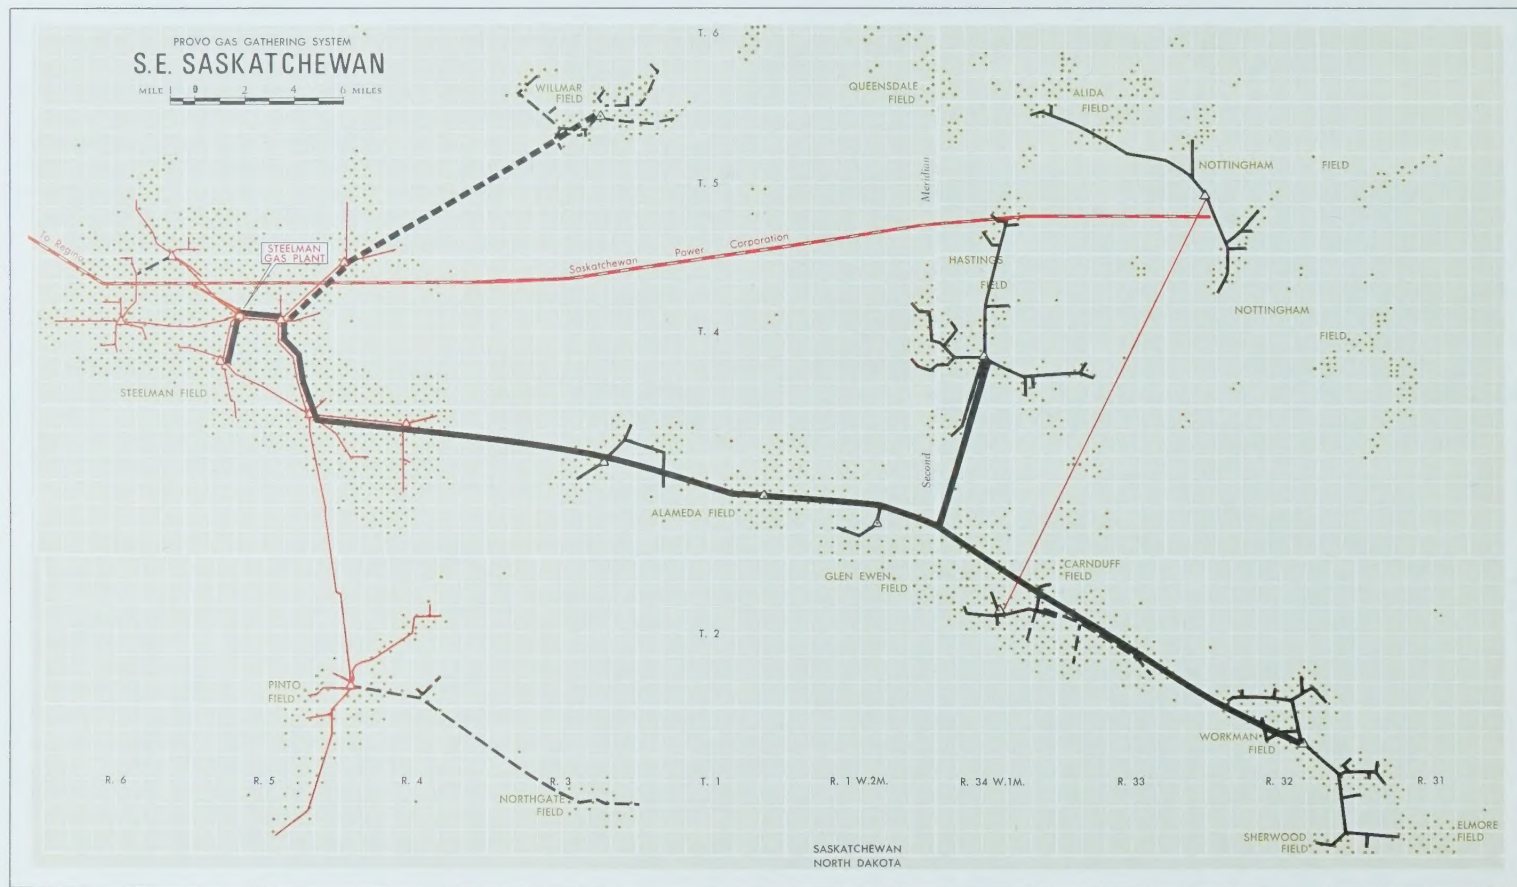 PROVO GAS GATHERING SYSTEM
S.E. SASKATCHEWAN
MILE 1 0 2 4 6 MILES
T. 6
WILLMAR
FIELD
QUEENSDALE
FIELD
ALIDA
FIELD
T. 5
Meridian
NOTTINGHAM FIELD
To Regina
STEELMAN
GAS PLANT
Saskatchewan Power Corporation
HASTINGS
FIELD
NOTTINGHAM
FIELD
T. 4
STEELMAN FIELD
Second
ALAMEDA FIELD
GLEN EWEN
FIELD
CARNDUFF
FIELD
T. 2
PINTO
FIELD
WORKMAN
FIELD
R. 6 R. 5 R. 4 R. 3 T. 1 R. 1 W.2M. R. 34 W.1M. R. 33 R. 32 R. 31
NORTHGATE
FIELD
SHERWOOD
FIELD
ELMORE
FIELD
SASKATCHEWAN
NORTH DAKOTA